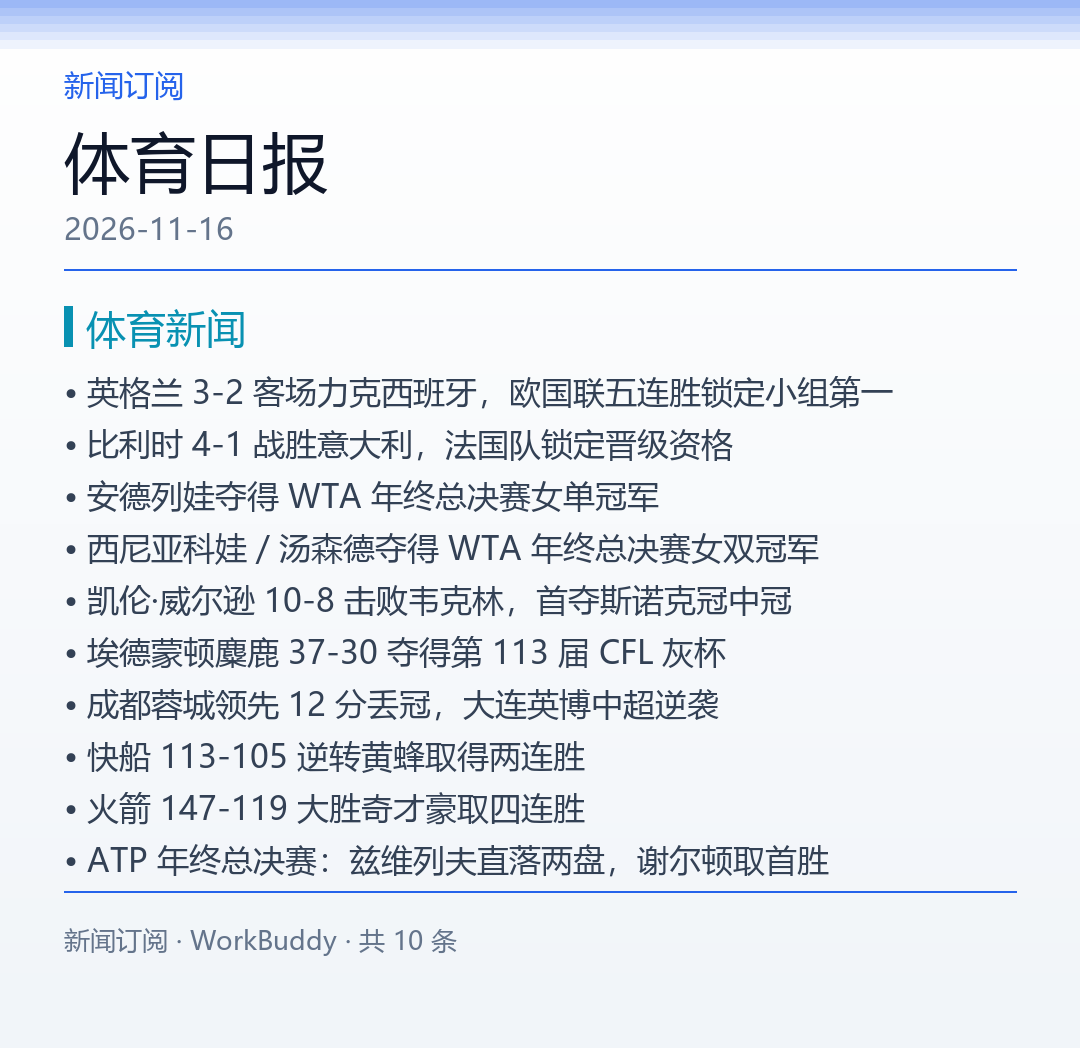 新闻订阅
体育日报
2026-11-16
体育新闻
• 英格兰 3-2 客场力克西班牙，欧国联五连胜锁定小组第一
• 比利时 4-1 战胜意大利，法国队锁定晋级资格
• 安德列娃夺得 WTA 年终总决赛女单冠军
• 西尼亚科娃 / 汤森德夺得 WTA 年终总决赛女双冠军
• 凯伦·威尔逊 10-8 击败韦克林，首夺斯诺克冠中冠
• 埃德蒙顿麋鹿 37-30 夺得第 113 届 CFL 灰杯
• 成都蓉城领先 12 分丢冠，大连英博中超逆袭
• 快船 113-105 逆转黄蜂取得两连胜
• 火箭 147-119 大胜奇才豪取四连胜
• ATP 年终总决赛：兹维列夫直落两盘，谢尔顿取首胜
新闻订阅 · WorkBuddy · 共 10 条